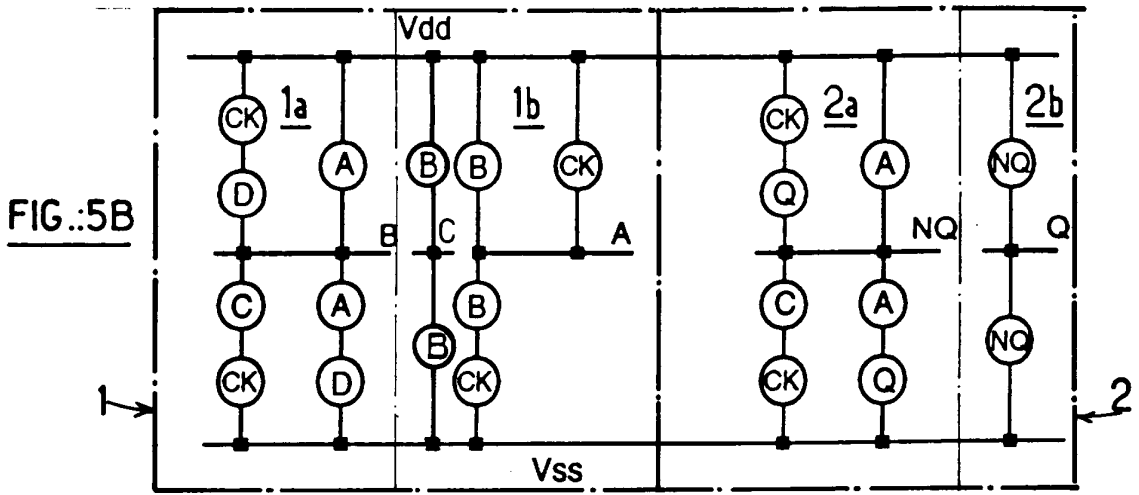 Vdd
CK 1a B B 1b CK 2a 2b
A CK A NQ
D Q
FIG.:5B
B C A NQ Q
C A B C A
B NQ
CK D CK CK Q
1 2
Vss